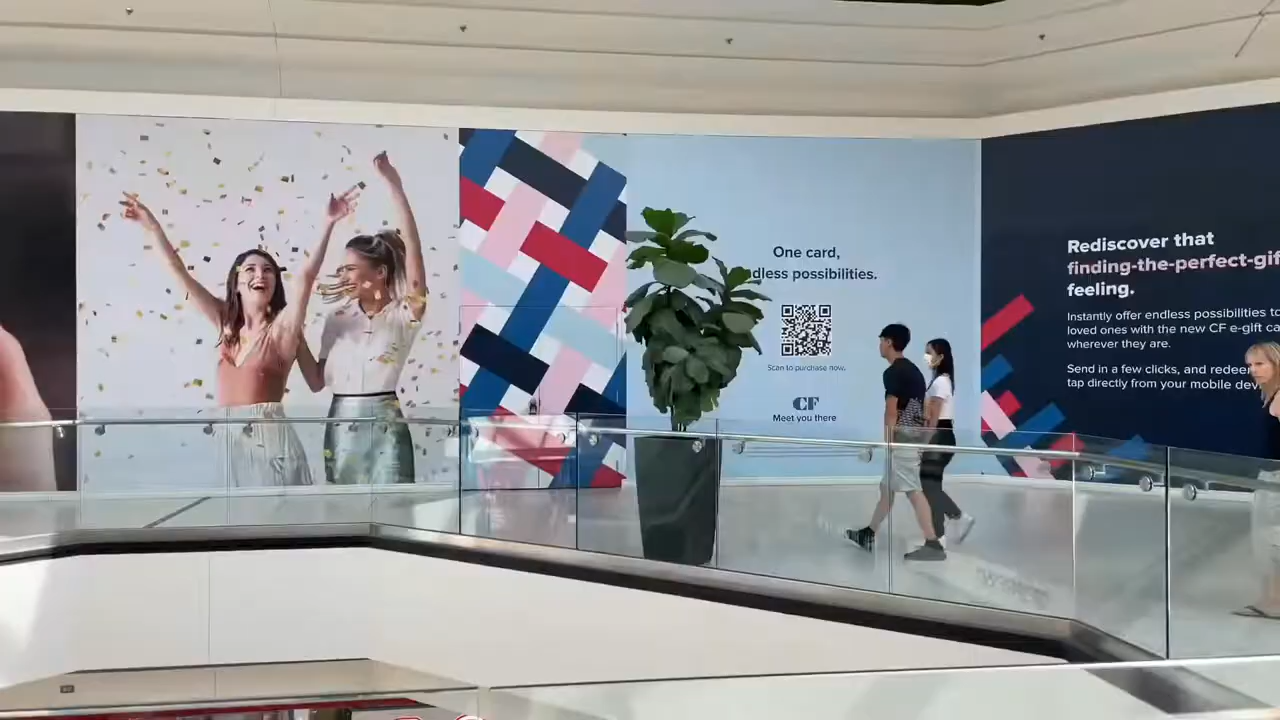 One card,
dless possibilities.
Scan to purchase now.
CF
Meet you there
Rediscover that
finding-the-perfect-gif
feeling.
Instantly offer endless possibilities to
loved ones with the new CF e-gift ca
wherever they are.
Send in a few clicks, and redee
tap directly from your mobile dev